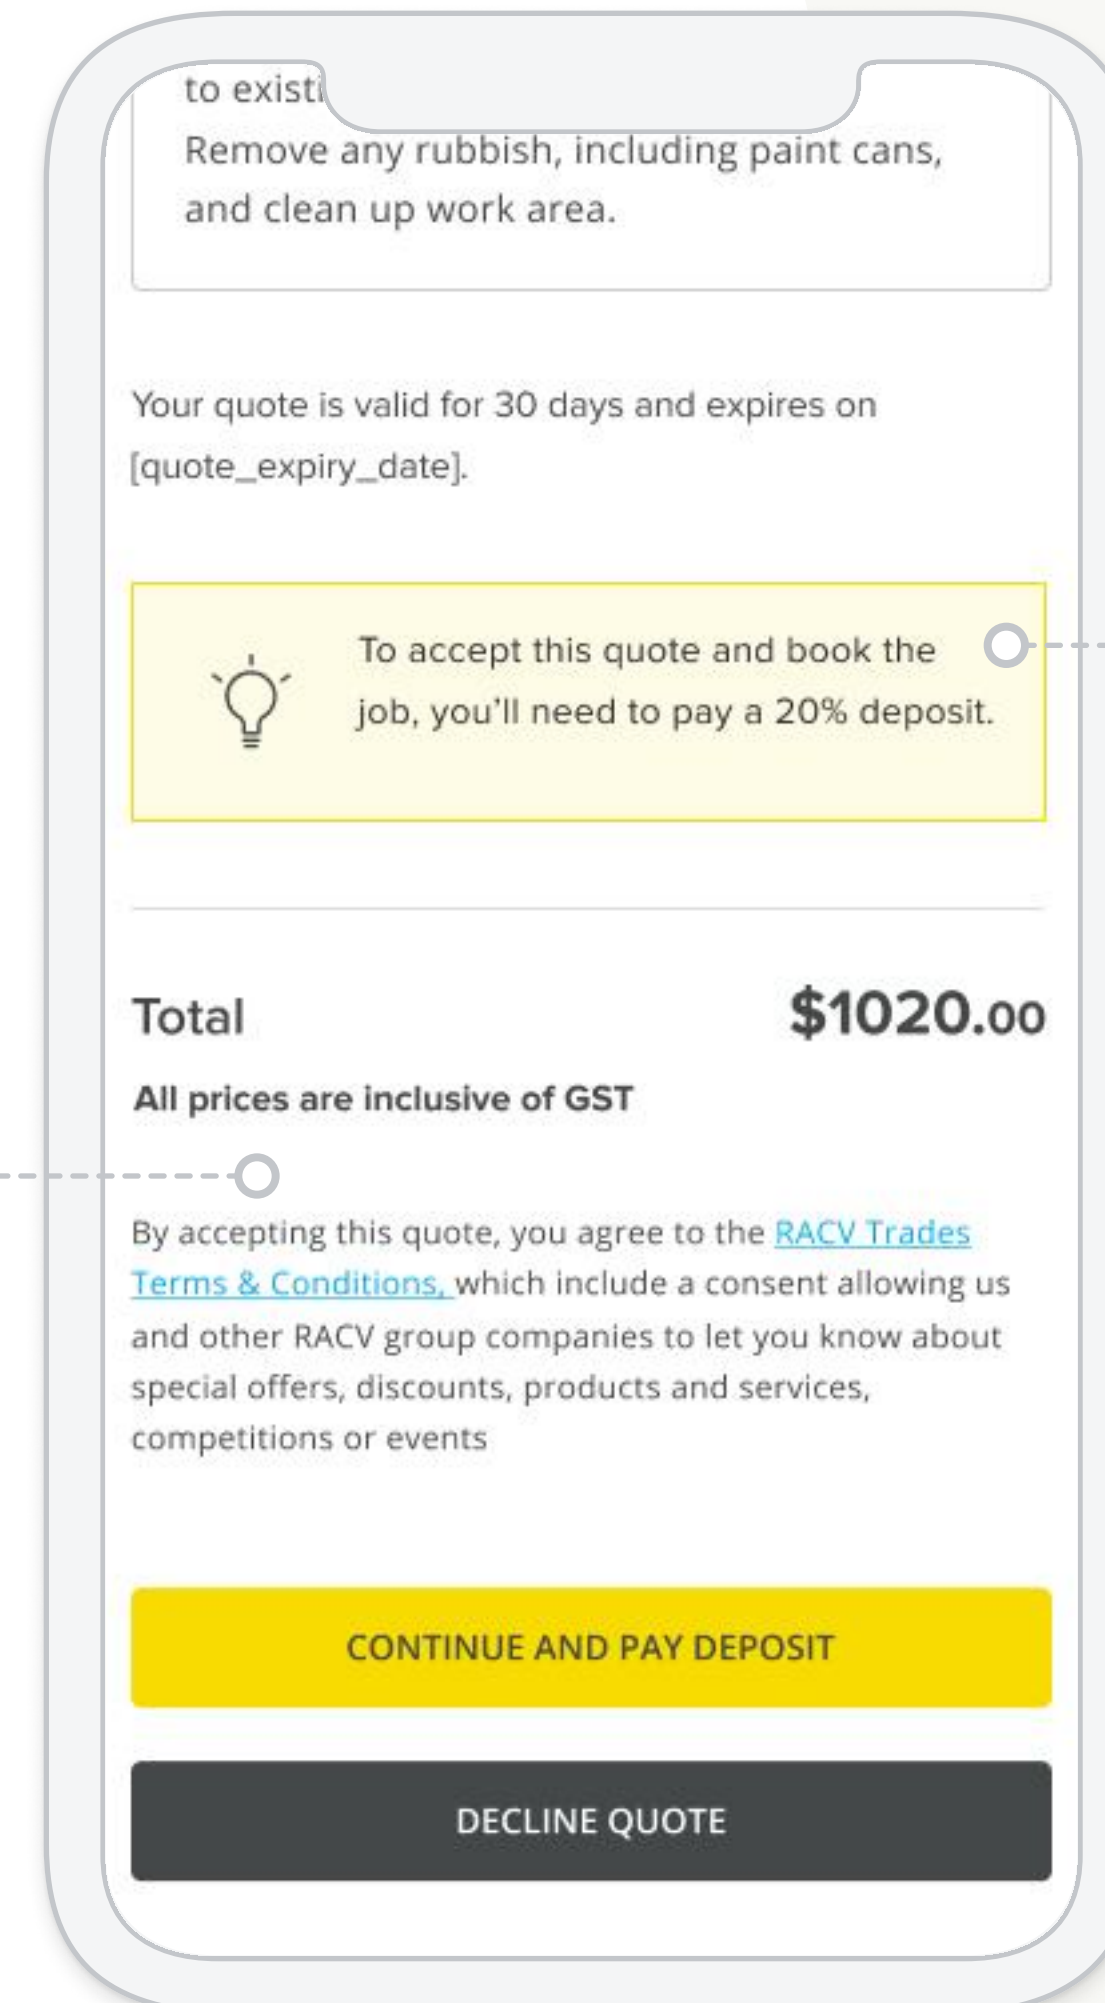 to existi
Remove any rubbish, including paint cans,
and clean up work area.
Your quote is valid for 30 days and expires on
[quote_expiry_date].
To accept this quote and book the
job, you’ll need to pay a 20% deposit.
Total $1020.00
All prices are inclusive of GST
By accepting this quote, you agree to the RACV Trades
Terms & Conditions, which include a consent allowing us
and other RACV group companies to let you know about
special offers, discounts, products and services,
competitions or events
CONTINUE AND PAY DEPOSIT
DECLINE QUOTE